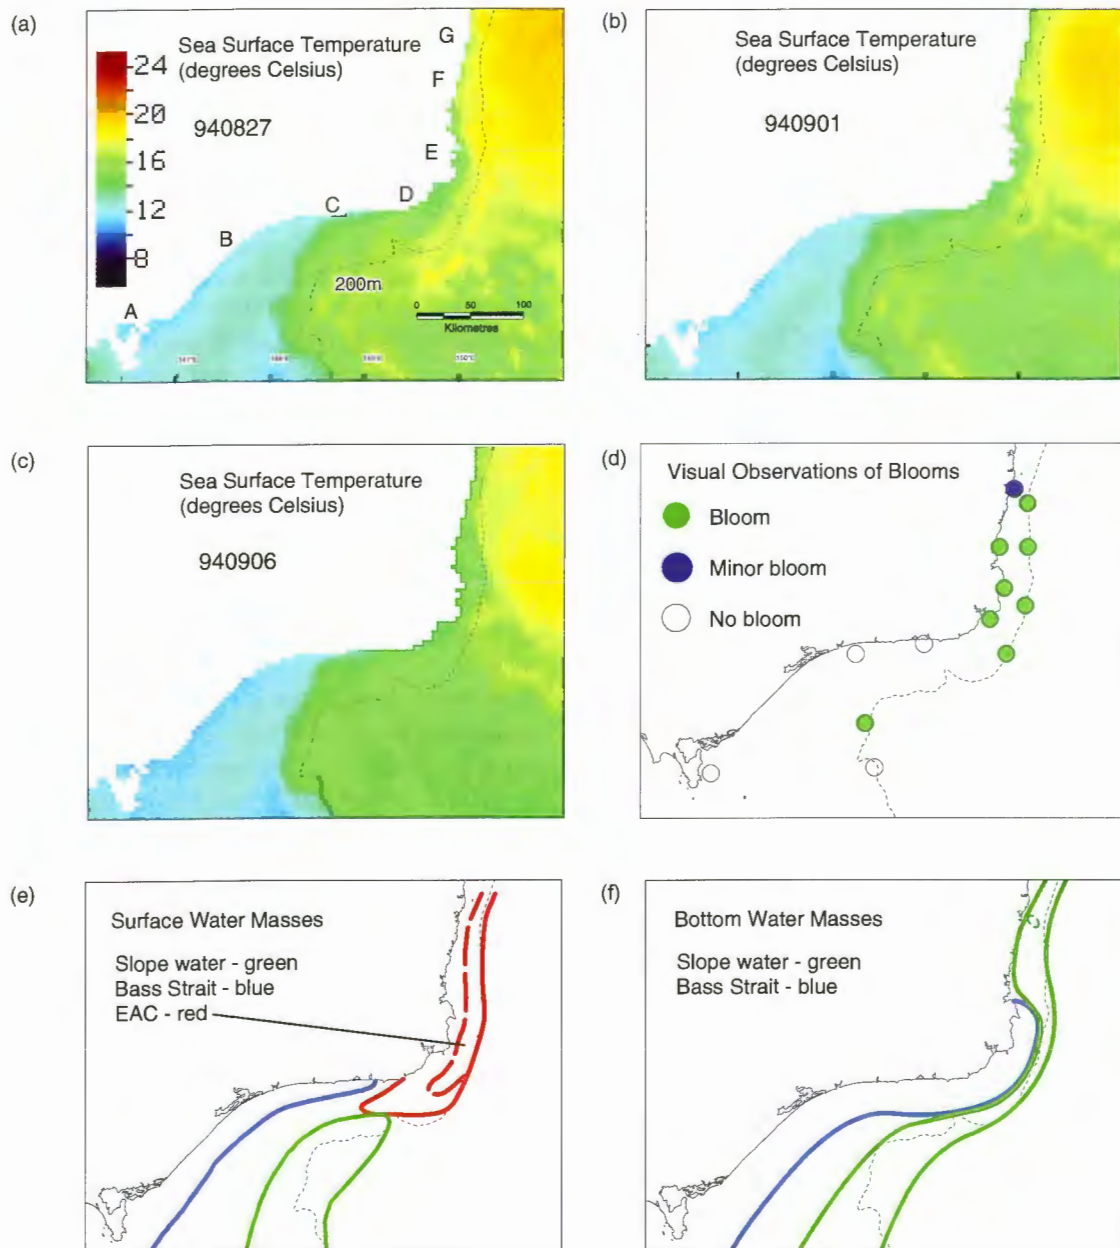 (a)
Sea Surface Temperature
(degrees Celsius)
940827
24
20
16
12
8
A
B
C
D
E
F
G
200m
0 50 100
Kilometres
(b)
Sea Surface Temperature
(degrees Celsius)
940901
(c)
Sea Surface Temperature
(degrees Celsius)
940906
(d)
Visual Observations of Blooms
Bloom
Minor bloom
No bloom
(e)
Surface Water Masses
Slope water - green
Bass Strait - blue
EAC - red
(f)
Bottom Water Masses
Slope water - green
Bass Strait - blue